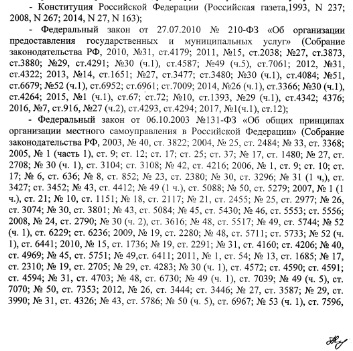 - Конституция Российской Федерации (Российская газета,1993, N 237;
2008, N 267; 2014, N 27, N 163);
- Федеральный закон от 27.07.2010 № 210-ФЗ «Об организации
предоставления государственных и муниципальных услуг» (Собрание
законодательства РФ, 2010, №31, ст.4179; 2011, №15, ст.2038; №27, ст.3873,
ст.3880; №29, ст.4291; №30 (ч.1), ст.4587; №49 (ч.5), ст.7061; 2012, №31,
ст.4322; 2013, №14, ст.1651; №27, ст.3477; ст.3480; №30 (ч.1), ст.4084; №51,
ст.6679; №52 (ч.1), ст.6952; ст.6961; ст.7009; 2014, №26 (ч.1), ст.3366; №30 (ч.1),
ст.4264; 2015, №1 (ч.1), ст.67; ст.72; №10, ст.1393, №29 (ч.1), ст.4342; 4376;
2016, №7, ст.916, №27 (ч.2), ст.4293, ст.4294; 2017, №1(ч.1), ст.12);
- Федеральный закон от 06.10.2003 №131-ФЗ «Об общих принципах
организации местного самоуправления в Российской Федерации» (Собрание
законодательства РФ, 2003, № 40, ст. 3822; 2004, № 25, ст. 2484; № 33, ст. 3368;
2005, № 1 (часть 1), ст. 9; ст. 12; ст. 17; ст. 25; ст. 37; № 17, ст. 1480; № 27, ст.
2708; № 30 (ч. 1), ст. 3104; ст. 3108; № 42, ст. 4216; 2006, № 1, ст. 9; ст. 10; ст.
17; № 6, ст. 636; № 8, ст. 852; № 23, ст. 2380; № 30, ст. 3296; № 31 (1 ч.), ст.
3427; ст. 3452; № 43, ст. 4412; № 49 (1 ч.), ст. 5088; № 50, ст. 5279; 2007, № 1 (1
ч.), ст. 21; № 10, ст. 1151; № 18, ст. 2117; № 21, ст. 2455; № 25, ст. 2977; № 26,
ст. 3074; № 30, ст. 3801; № 43, ст. 5084; № 45, ст. 5430; № 46, ст. 5553; ст. 5556;
2008, № 24, ст. 2790; № 30 (ч. 2), ст. 3616; № 48, ст. 5517; № 49, ст. 5744; № 52
(ч. 1), ст. 6229; ст. 6236; 2009, № 19, ст. 2280; № 48, ст. 5711; ст. 5733; № 52 (ч.
1), ст. 6441; 2010, № 15, ст. 1736; № 19, ст. 2291; № 31, ст. 4160; ст. 4206; № 40,
ст. 4969; № 45, ст. 5751; № 49,ст. 6411; 2011, № 1, ст. 54; № 13, ст. 1685; № 17,
ст. 2310; № 19, ст. 2705; № 29, ст. 4283; № 30 (ч. 1), ст. 4572; ст. 4590; ст. 4591;
ст. 4594; № 31, ст. 4703; № 48, ст. 6730; № 49 (ч. 1), ст. 7039; № 49 (ч. 5), ст.
7070; № 50, ст. 7353; 2012, № 26, ст. 3444; ст. 3446; № 27, ст. 3587; № 29, ст.
3990; № 31, ст. 4326; № 43, ст. 5786; № 50 (ч. 5), ст. 6967; № 53 (ч. 1), ст. 7596,